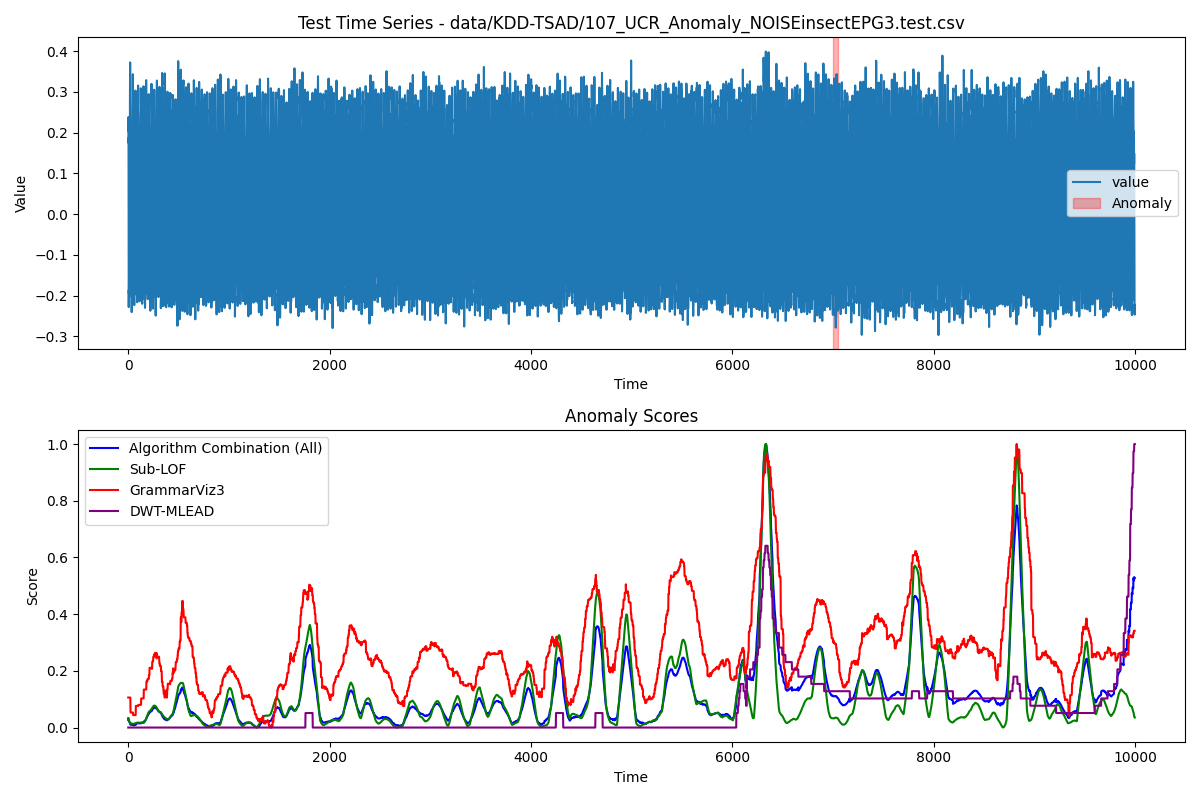 Test Time Series - data/KDD-TSAD/107_UCR_Anomaly_NOISEinsectEPG3.test.csv
0.4
0.3
0.2
0.1
0.0
−0.1
−0.2
−0.3
Value
value
Anomaly
0 2000 4000 6000 8000 10000
Time
Anomaly Scores
1.0
0.8
0.6
0.4
0.2
0.0
Score
Algorithm Combination (All)
Sub-LOF
GrammarViz3
DWT-MLEAD
0 2000 4000 6000 8000 10000
Time